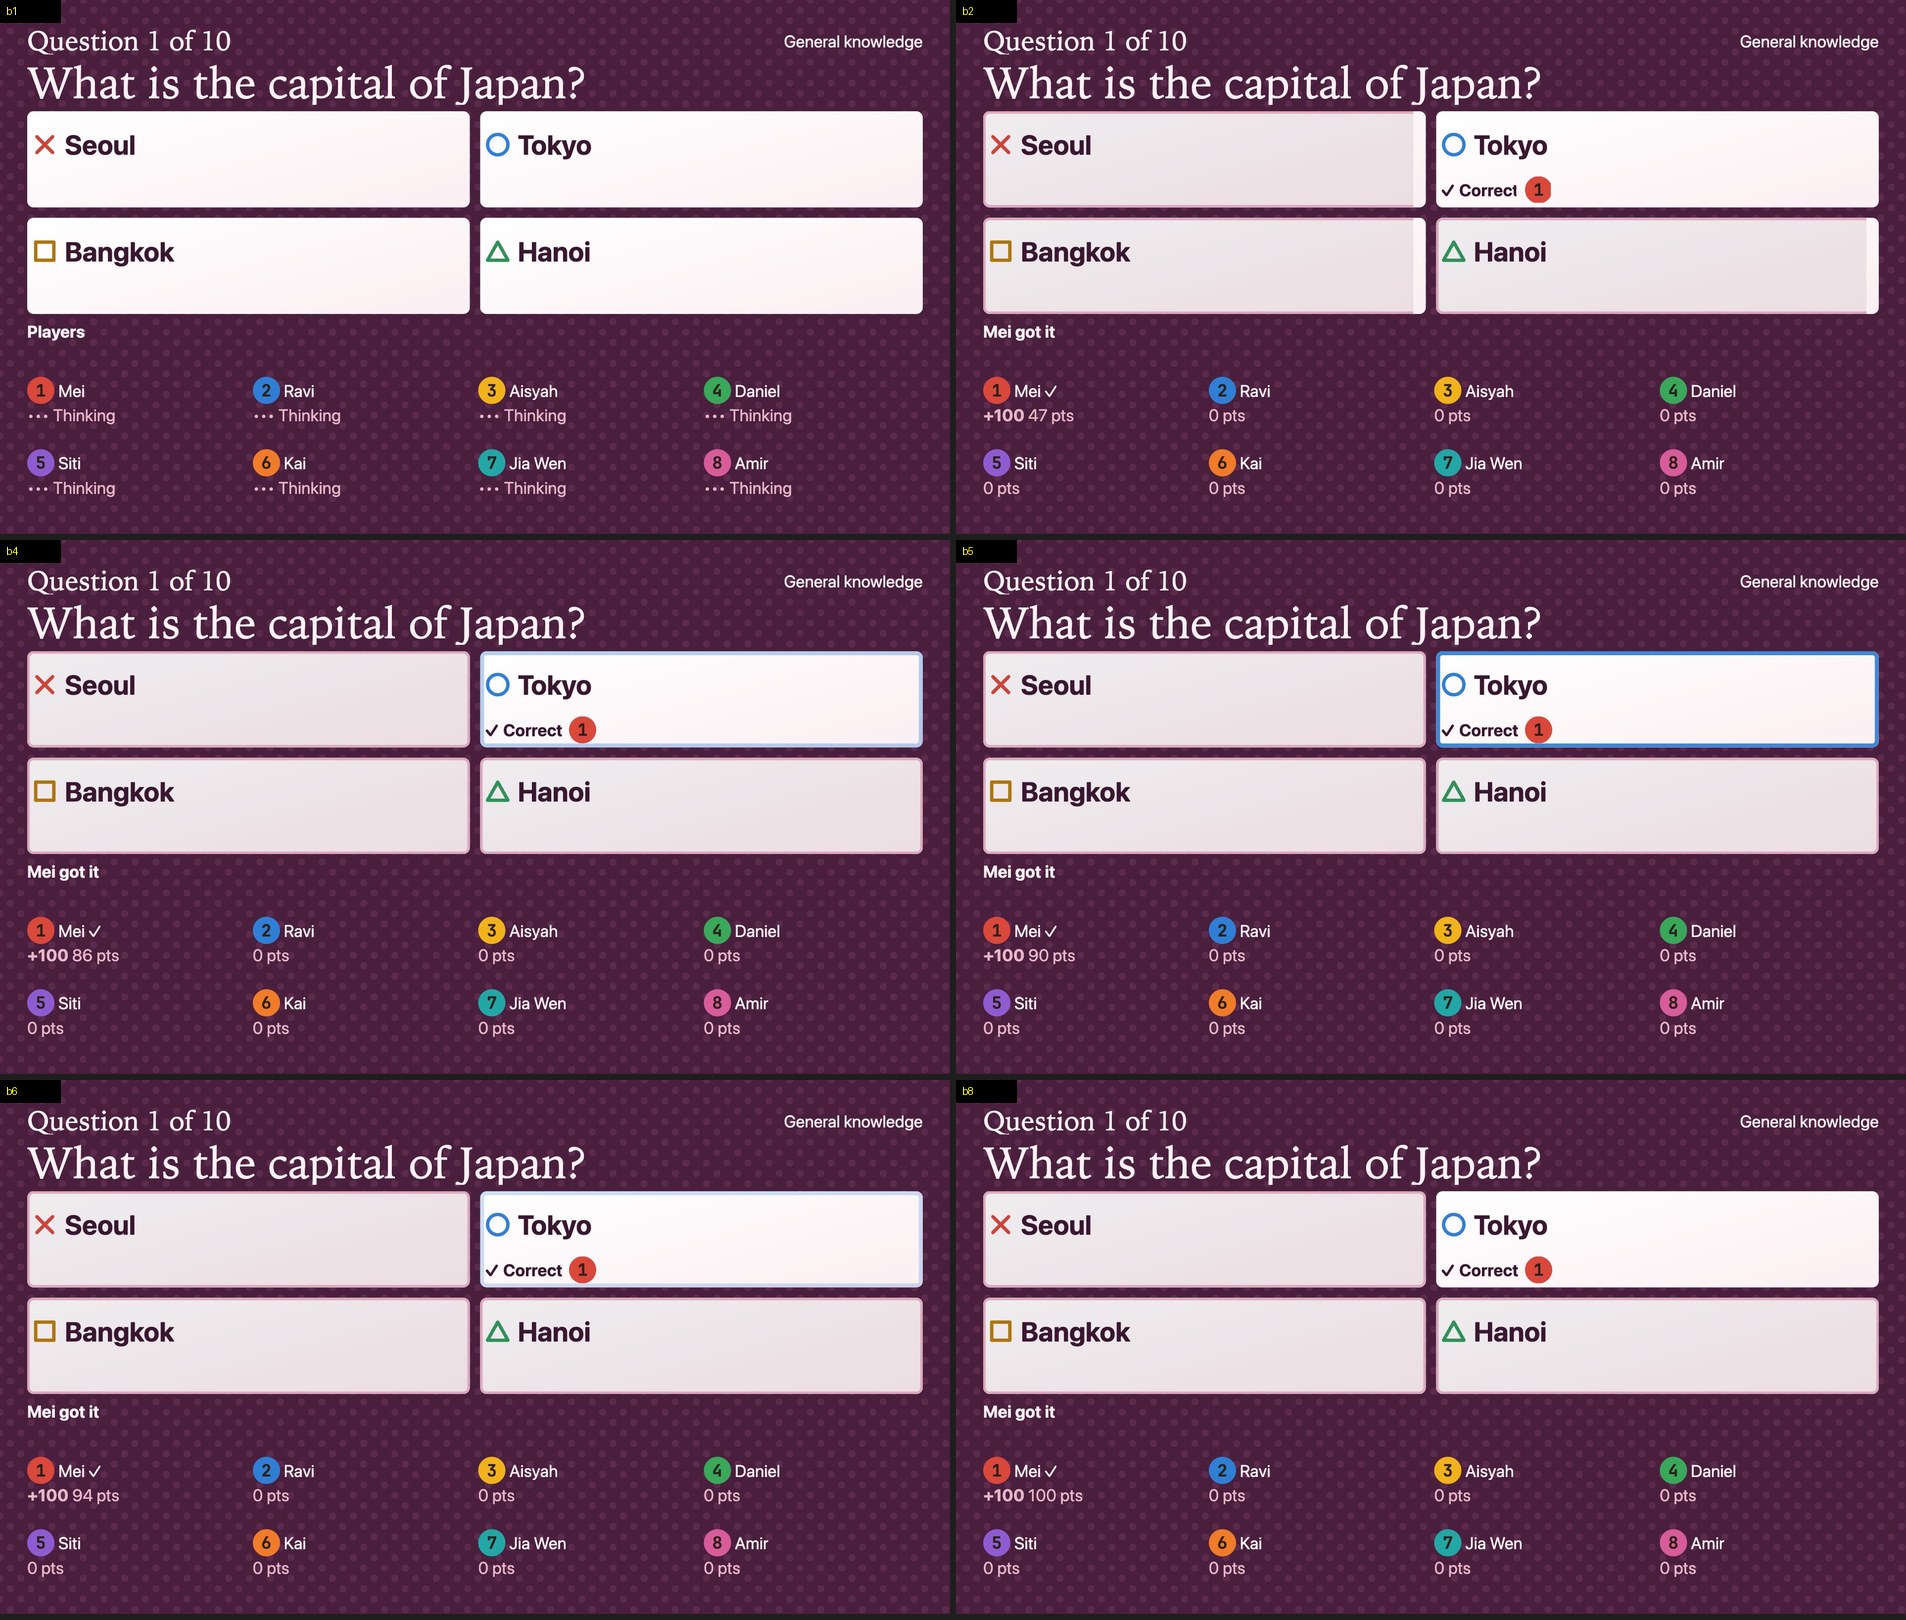 b1
Question 1 of 10
General knowledge
What is the capital of Japan?
Seoul
Tokyo
Bangkok
Hanoi
Players
1 Mei
2 Ravi
3 Aisyah
4 Daniel
••• Thinking
••• Thinking
••• Thinking
••• Thinking
5 Siti
6 Kai
7 Jia Wen
8 Amir
••• Thinking
••• Thinking
••• Thinking
••• Thinking
b2
Question 1 of 10
General knowledge
What is the capital of Japan?
Seoul
Tokyo
✓ Correct 1
Bangkok
Hanoi
Mei got it
1 Mei ✓
2 Ravi
3 Aisyah
4 Daniel
+100 47 pts
0 pts
0 pts
0 pts
5 Siti
6 Kai
7 Jia Wen
8 Amir
0 pts
0 pts
0 pts
0 pts
b4
Question 1 of 10
General knowledge
What is the capital of Japan?
Seoul
Tokyo
✓ Correct 1
Bangkok
Hanoi
Mei got it
1 Mei ✓
2 Ravi
3 Aisyah
4 Daniel
+100 86 pts
0 pts
0 pts
0 pts
5 Siti
6 Kai
7 Jia Wen
8 Amir
0 pts
0 pts
0 pts
0 pts
b5
Question 1 of 10
General knowledge
What is the capital of Japan?
Seoul
Tokyo
✓ Correct 1
Bangkok
Hanoi
Mei got it
1 Mei ✓
2 Ravi
3 Aisyah
4 Daniel
+100 90 pts
0 pts
0 pts
0 pts
5 Siti
6 Kai
7 Jia Wen
8 Amir
0 pts
0 pts
0 pts
0 pts
b6
Question 1 of 10
General knowledge
What is the capital of Japan?
Seoul
Tokyo
✓ Correct 1
Bangkok
Hanoi
Mei got it
1 Mei ✓
2 Ravi
3 Aisyah
4 Daniel
+100 94 pts
0 pts
0 pts
0 pts
5 Siti
6 Kai
7 Jia Wen
8 Amir
0 pts
0 pts
0 pts
0 pts
b8
Question 1 of 10
General knowledge
What is the capital of Japan?
Seoul
Tokyo
✓ Correct 1
Bangkok
Hanoi
Mei got it
1 Mei ✓
2 Ravi
3 Aisyah
4 Daniel
+100 100 pts
0 pts
0 pts
0 pts
5 Siti
6 Kai
7 Jia Wen
8 Amir
0 pts
0 pts
0 pts
0 pts